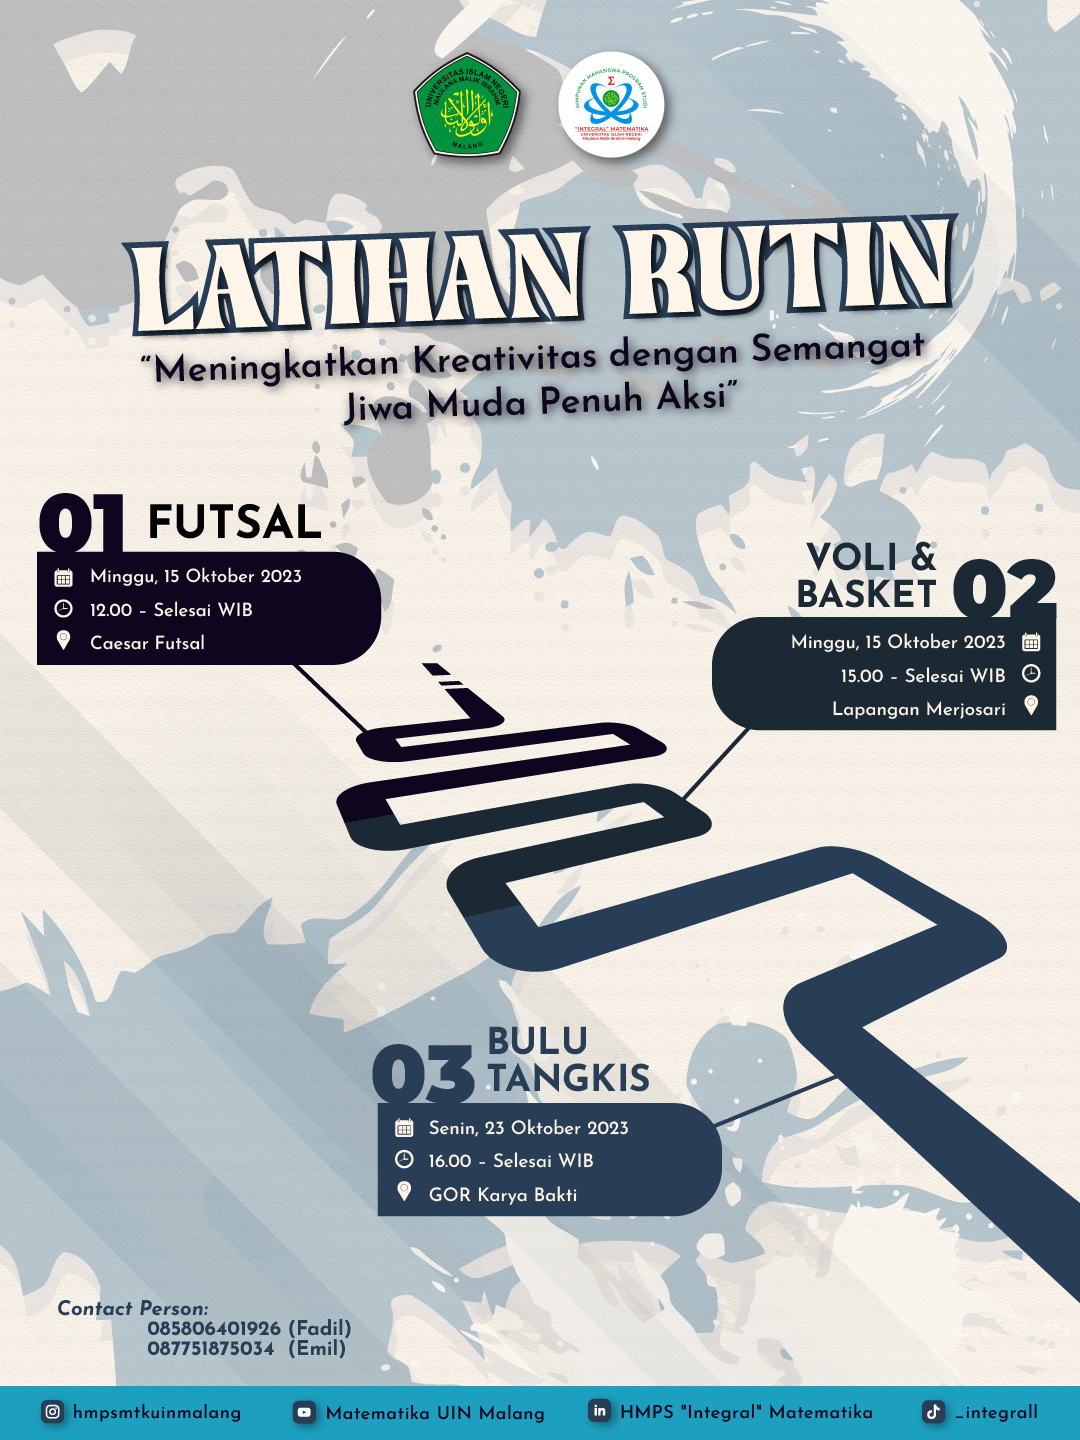 UNIVERSITAS ISLAM NEGERI
MAULANA MALIK IBRAHIM
MALANG
HIMPUNAN MAHASISWA PROGRAM STUDI
Σ
"INTEGRAL" MATEMATIKA
UNIVERSITAS ISLAM NEGERI
Maulana Malik Ibrahim Malang
LATIHAN RUTIN
“Meningkatkan Kreativitas dengan Semangat
Jiwa Muda Penuh Aksi”
01 FUTSAL
Minggu, 15 Oktober 2023
12.00 – Selesai WIB
Caesar Futsal
VOLI &
BASKET 02
Minggu, 15 Oktober 2023
15.00 – Selesai WIB
Lapangan Merjosari
03 BULU
TANGKIS
Senin, 23 Oktober 2023
16.00 – Selesai WIB
GOR Karya Bakti
Contact Person:
085806401926 (Fadil)
087751875034 (Emil)
hmpsmtkuinmalang
Matematika UIN Malang
HMPS "Integral" Matematika
_integrall